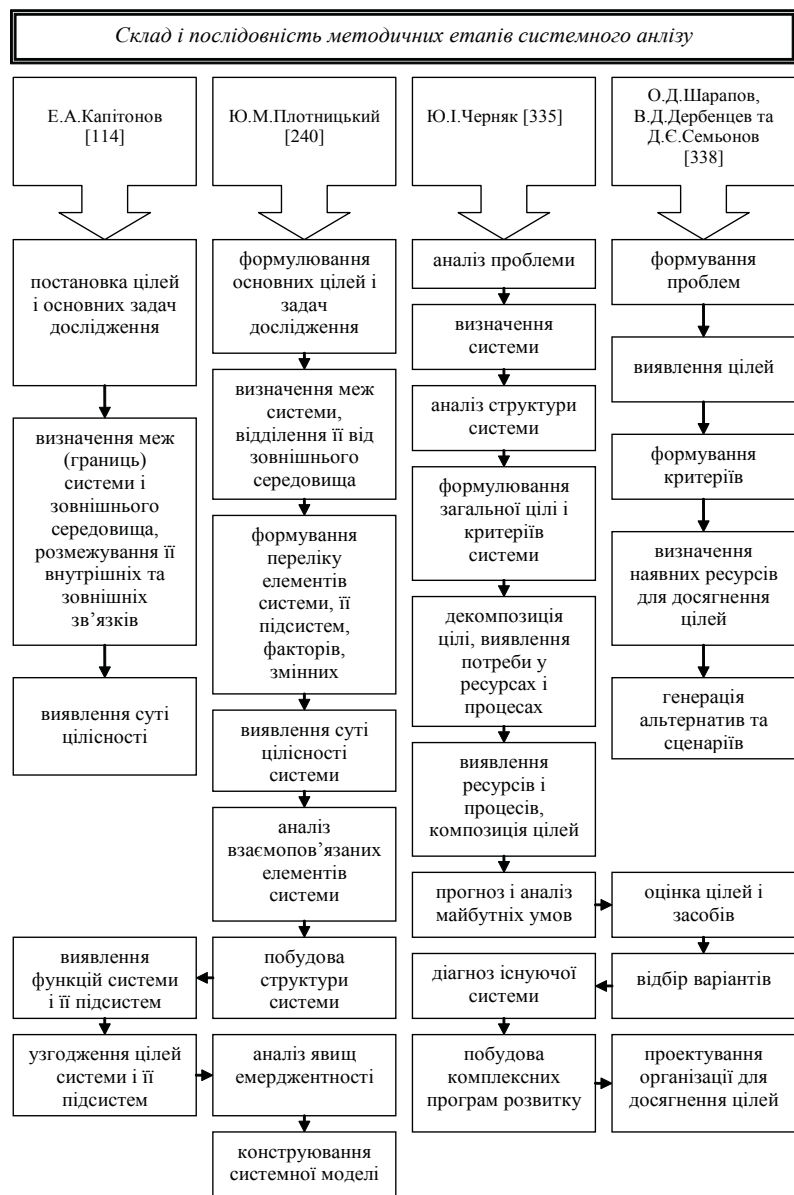 Склад і послідовність методичних етапів системного анлізу
Е.А.Капітонов
[114]
Ю.М.Плотницький
[240]
Ю.І.Черняк [335]
О.Д.Шарапов,
В.Д.Дербенцев та
Д.Є.Семьонов
[338]
постановка цілей
і основних задач
дослідження
визначення меж
(границь)
системи і
зовнішнього
середовища,
розмежування її
внутрішніх та
зовнішніх
зв’язків
виявлення суті
цілісності
формулювання
основних цілей і
задач
дослідження
визначення меж
системи,
відділення її від
зовнішнього
середовища
формування
переліку
елементів
системи, її
підсистем,
факторів,
змінних
виявлення суті
цілісності
системи
аналіз
взаємопов’язаних
елементів
системи
побудова
структури
системи
виявлення
функцій системи
і її підсистем
узгодження цілей
системи і її
підсистем
аналіз явищ
емерджентності
конструювання
системної моделі
аналіз проблеми
визначення
системи
аналіз структури
системи
формулювання
загальної цілі і
критеріїв
системи
декомпозиція
цілі, виявлення
потреби у
ресурсах і
процесах
виявлення
ресурсів і
процесів,
композиція цілей
прогноз і аналіз
майбутніх умов
формування
проблем
виявлення цілей
формування
критеріїв
визначення
наявних ресурсів
для досягнення
цілей
генерація
альтернатив та
сценаріїв
оцінка цілей і
засобів
відбір варіантів
діагноз існуючої
системи
побудова
комплексних
програм розвитку
проектування
організації для
досягнення цілей